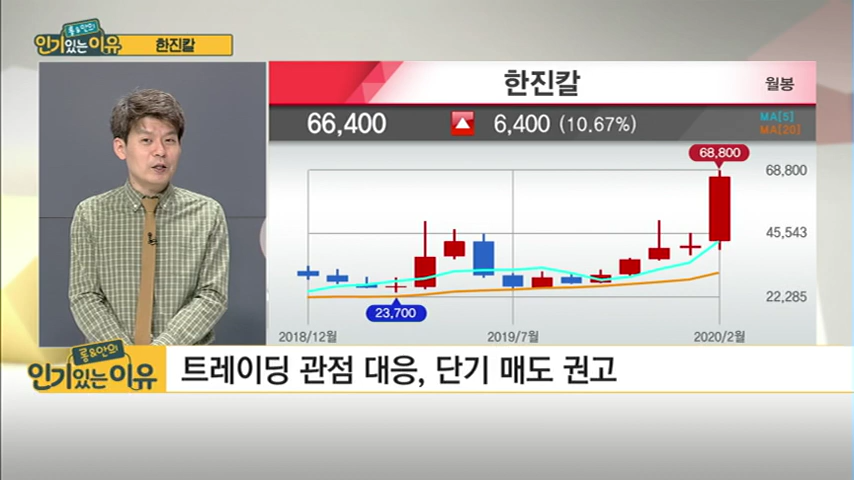 롱&안의
인기있는이유
한진칼
한진칼
월봉
66,400
6,400 (10.67%)
MA[5]
MA[20]
68,800
68,800
45,543
22,285
23,700
2018/12월
2019/7월
2020/2월
롱&안의
인기있는이유
트레이딩 관점 대응, 단기 매도 권고